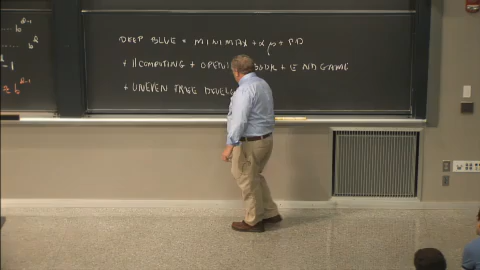 DEEP BLUE = MINIMAX + αβ + PD
+ // COMPUTING + OPENING BOOK + END GAME
+ UNEVEN TREE DEVEL